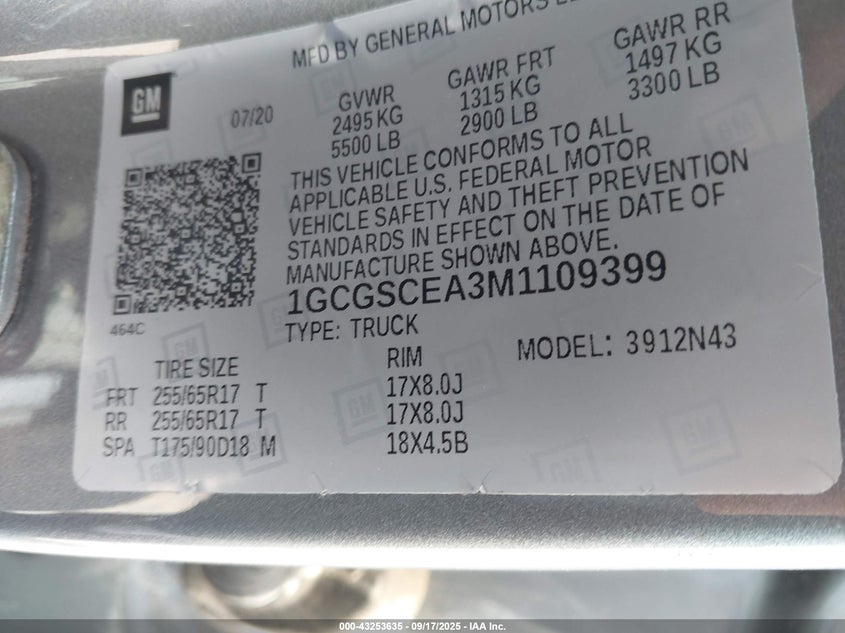 MFD BY GENERAL MOTORS
GM
07/20
GVWR
2495 KG
5500 LB
GAWR FRT
1315 KG
2900 LB
GAWR RR
1497 KG
3300 LB
THIS VEHICLE CONFORMS TO ALL
APPLICABLE U.S. FEDERAL MOTOR
VEHICLE SAFETY AND THEFT PREVENTION
STANDARDS IN EFFECT ON THE DATE OF
MANUFACTURE SHOWN ABOVE.
1GCGSCEA3M1109399
464C
TYPE: TRUCK
MODEL: 3912N43
TIRE SIZE RIM
FRT 255/65R17 T 17X8.0J
RR 255/65R17 T 17X8.0J
SPA T175/90D18 M 18X4.5B
000-43253635 - 09/17/2025 - IAA Inc.